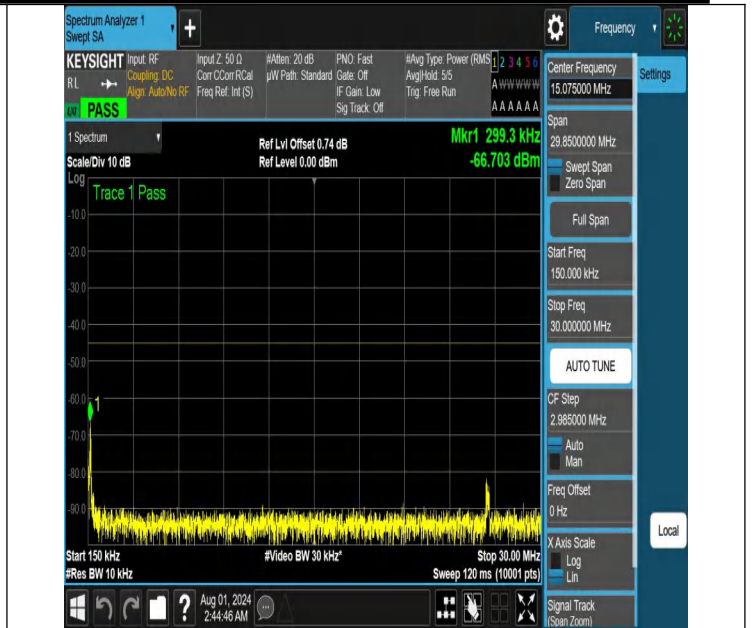 Spectrum Analyzer 1
Swept SA
+
Frequency
KEYSIGHT
RL
PASS
Input: RF
Coupling: DC
Align: Auto/No RF
Input Z: 50 Ω
Corr CCorr RCal
Freq Ref: Int (S)
#Atten: 20 dB
µW Path: Standard
PNO: Fast
Gate: Off
IF Gain: Low
Sig Track: Off
#Avg Type: Power (RMS
Avg|Hold: 5/5
Trig: Free Run
1 2 3 4 5 6
A W W W W W
A A A A A A
1 Spectrum
Scale/Div 10 dB
Ref Lvl Offset 0.74 dB
Ref Level 0.00 dBm
Mkr1 299.3 kHz
-66.703 dBm
Log
Trace 1 Pass
-10.0
-20.0
-30.0
-40.0
-50.0
-60.0
1
-70.0
-80.0
-90.0
Start 150 kHz
#Video BW 30 kHz*
Stop 30.00 MHz
#Res BW 10 kHz
Sweep 120 ms (10001 pts)
Center Frequency
15.075000 MHz
Settings
Span
29.8500000 MHz
Swept Span
Zero Span
Full Span
Start Freq
150.000 kHz
Stop Freq
30.000000 MHz
AUTO TUNE
CF Step
2.985000 MHz
Auto
Man
Freq Offset
0 Hz
Local
X Axis Scale
Log
Lin
Signal Track
(Span Zoom)
?
Aug 01, 2024
2:44:46 AM